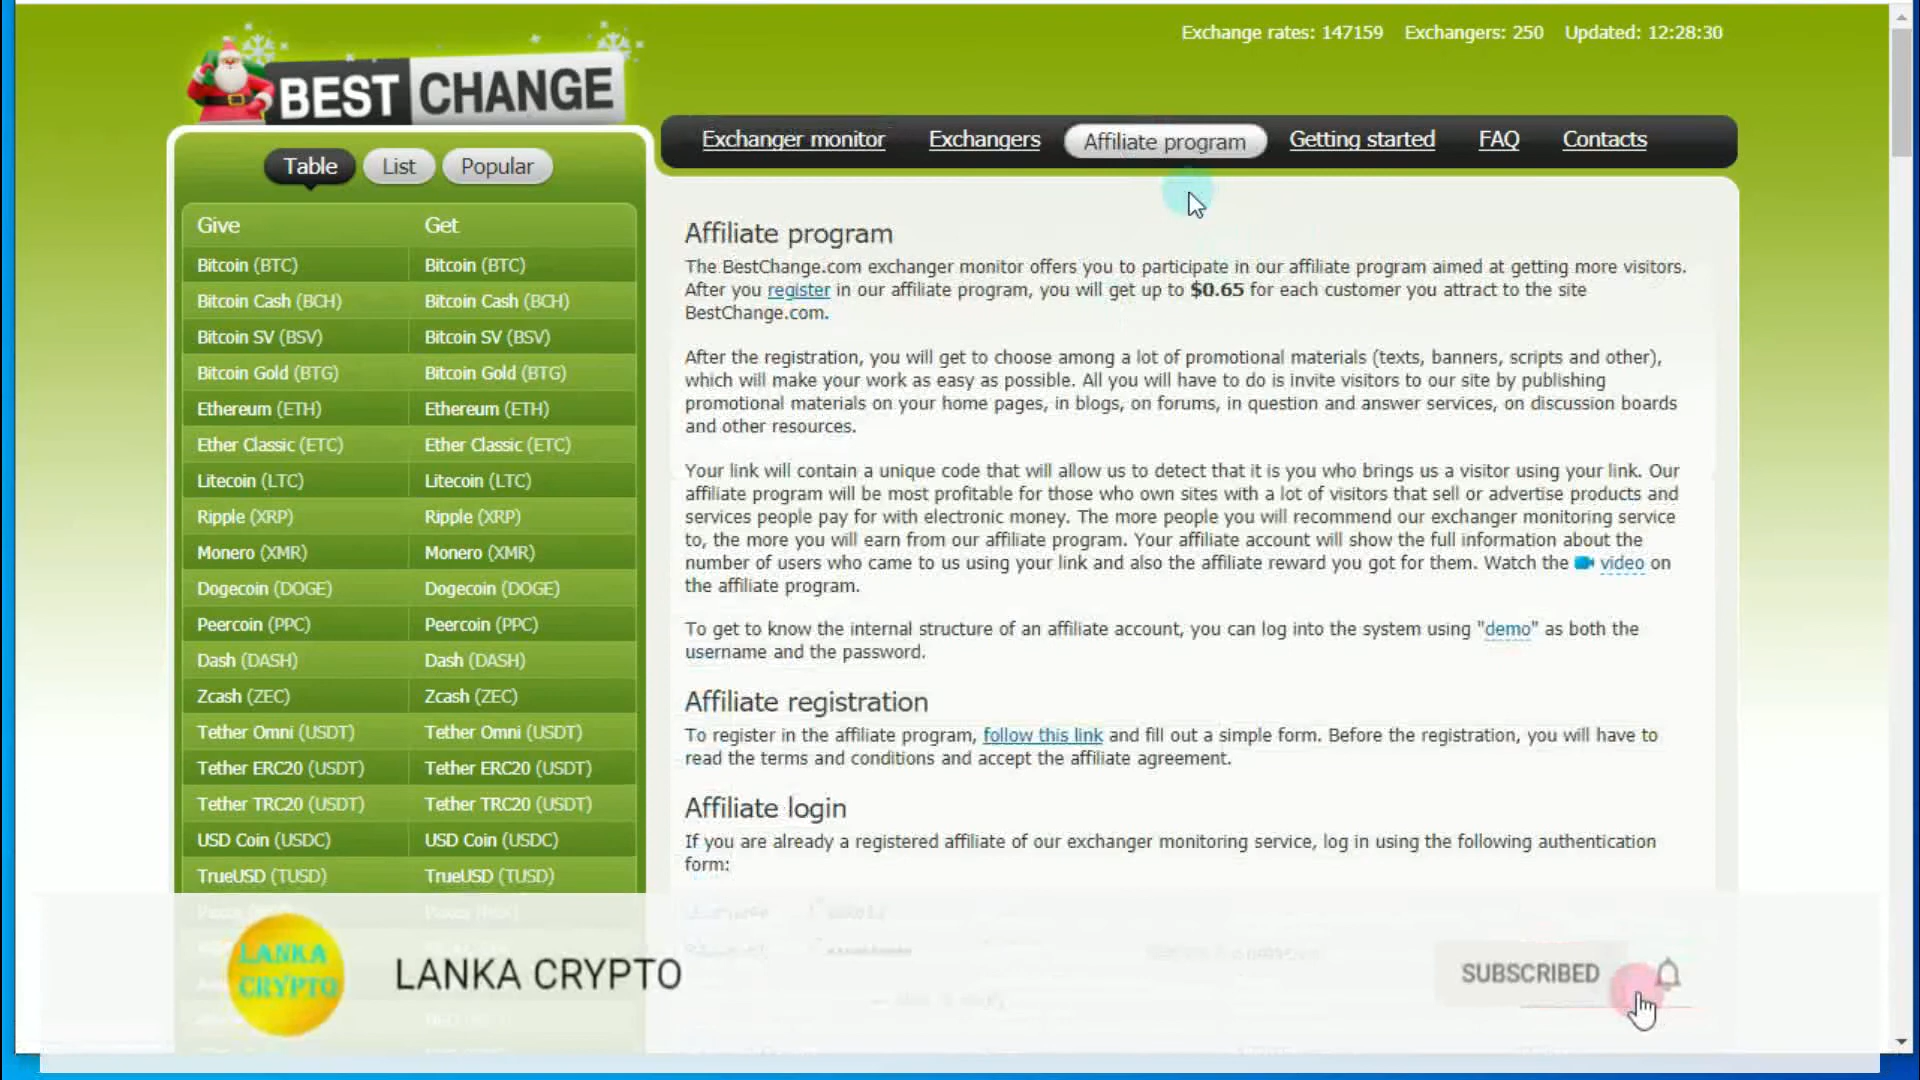 Exchange rates: 147159 Exchangers: 250 Updated: 12:28:30
BEST CHANGE
Exchanger monitor Exchangers Affiliate program Getting started FAQ Contacts
Table List Popular
Give Get
Bitcoin (BTC) Bitcoin (BTC)
Bitcoin Cash (BCH) Bitcoin Cash (BCH)
Bitcoin SV (BSV) Bitcoin SV (BSV)
Bitcoin Gold (BTG) Bitcoin Gold (BTG)
Ethereum (ETH) Ethereum (ETH)
Ether Classic (ETC) Ether Classic (ETC)
Litecoin (LTC) Litecoin (LTC)
Ripple (XRP) Ripple (XRP)
Monero (XMR) Monero (XMR)
Dogecoin (DOGE) Dogecoin (DOGE)
Peercoin (PPC) Peercoin (PPC)
Dash (DASH) Dash (DASH)
Zcash (ZEC) Zcash (ZEC)
Tether Omni (USDT) Tether Omni (USDT)
Tether ERC20 (USDT) Tether ERC20 (USDT)
Tether TRC20 (USDT) Tether TRC20 (USDT)
USD Coin (USDC) USD Coin (USDC)
TrueUSD (TUSD) TrueUSD (TUSD)
Affiliate program
The BestChange.com exchanger monitor offers you to participate in our affiliate program aimed at getting more visitors.
After you register in our affiliate program, you will get up to $0.65 for each customer you attract to the site
BestChange.com.
After the registration, you will get to choose among a lot of promotional materials (texts, banners, scripts and other),
which will make your work as easy as possible. All you will have to do is invite visitors to our site by publishing
promotional materials on your home pages, in blogs, on forums, in question and answer services, on discussion boards
and other resources.
Your link will contain a unique code that will allow us to detect that it is you who brings us a visitor using your link. Our
affiliate program will be most profitable for those who own sites with a lot of visitors that sell or advertise products and
services people pay for with electronic money. The more people you will recommend our exchanger monitoring service
to, the more you will earn from our affiliate program. Your affiliate account will show the full information about the
number of users who came to us using your link and also the affiliate reward you got for them. Watch the video on
the affiliate program.
To get to know the internal structure of an affiliate account, you can log into the system using "demo" as both the
username and the password.
Affiliate registration
To register in the affiliate program, follow this link and fill out a simple form. Before the registration, you will have to
read the terms and conditions and accept the affiliate agreement.
Affiliate login
If you are already a registered affiliate of our exchanger monitoring service, log in using the following authentication
form:
LANKA
CRYPTO
LANKA CRYPTO
SUBSCRIBED